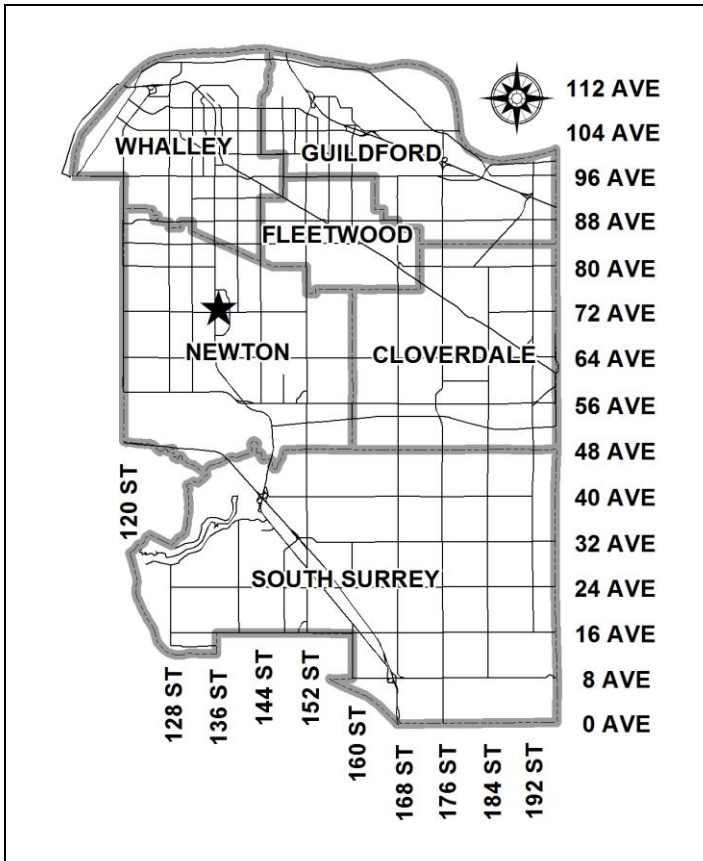 112 AVE
104 AVE
WHALLEY
GUILDFORD
96 AVE
88 AVE
FLEETWOOD
80 AVE
72 AVE
NEWTON
CLOVERDALE
64 AVE
56 AVE
48 AVE
120 ST
40 AVE
32 AVE
SOUTH SURREY
24 AVE
16 AVE
8 AVE
0 AVE
128 ST
136 ST
144 ST
152 ST
160 ST
168 ST
176 ST
184 ST
192 ST